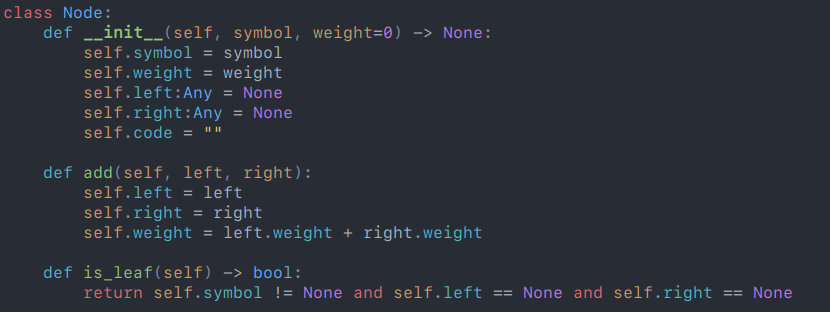 class Node:
    def __init__(self, symbol, weight=0) -> None:
        self.symbol = symbol
        self.weight = weight
        self.left:Any = None
        self.right:Any = None
        self.code = ""

    def add(self, left, right):
        self.left = left
        self.right = right
        self.weight = left.weight + right.weight

    def is_leaf(self) -> bool:
        return self.symbol != None and self.left == None and self.right == None